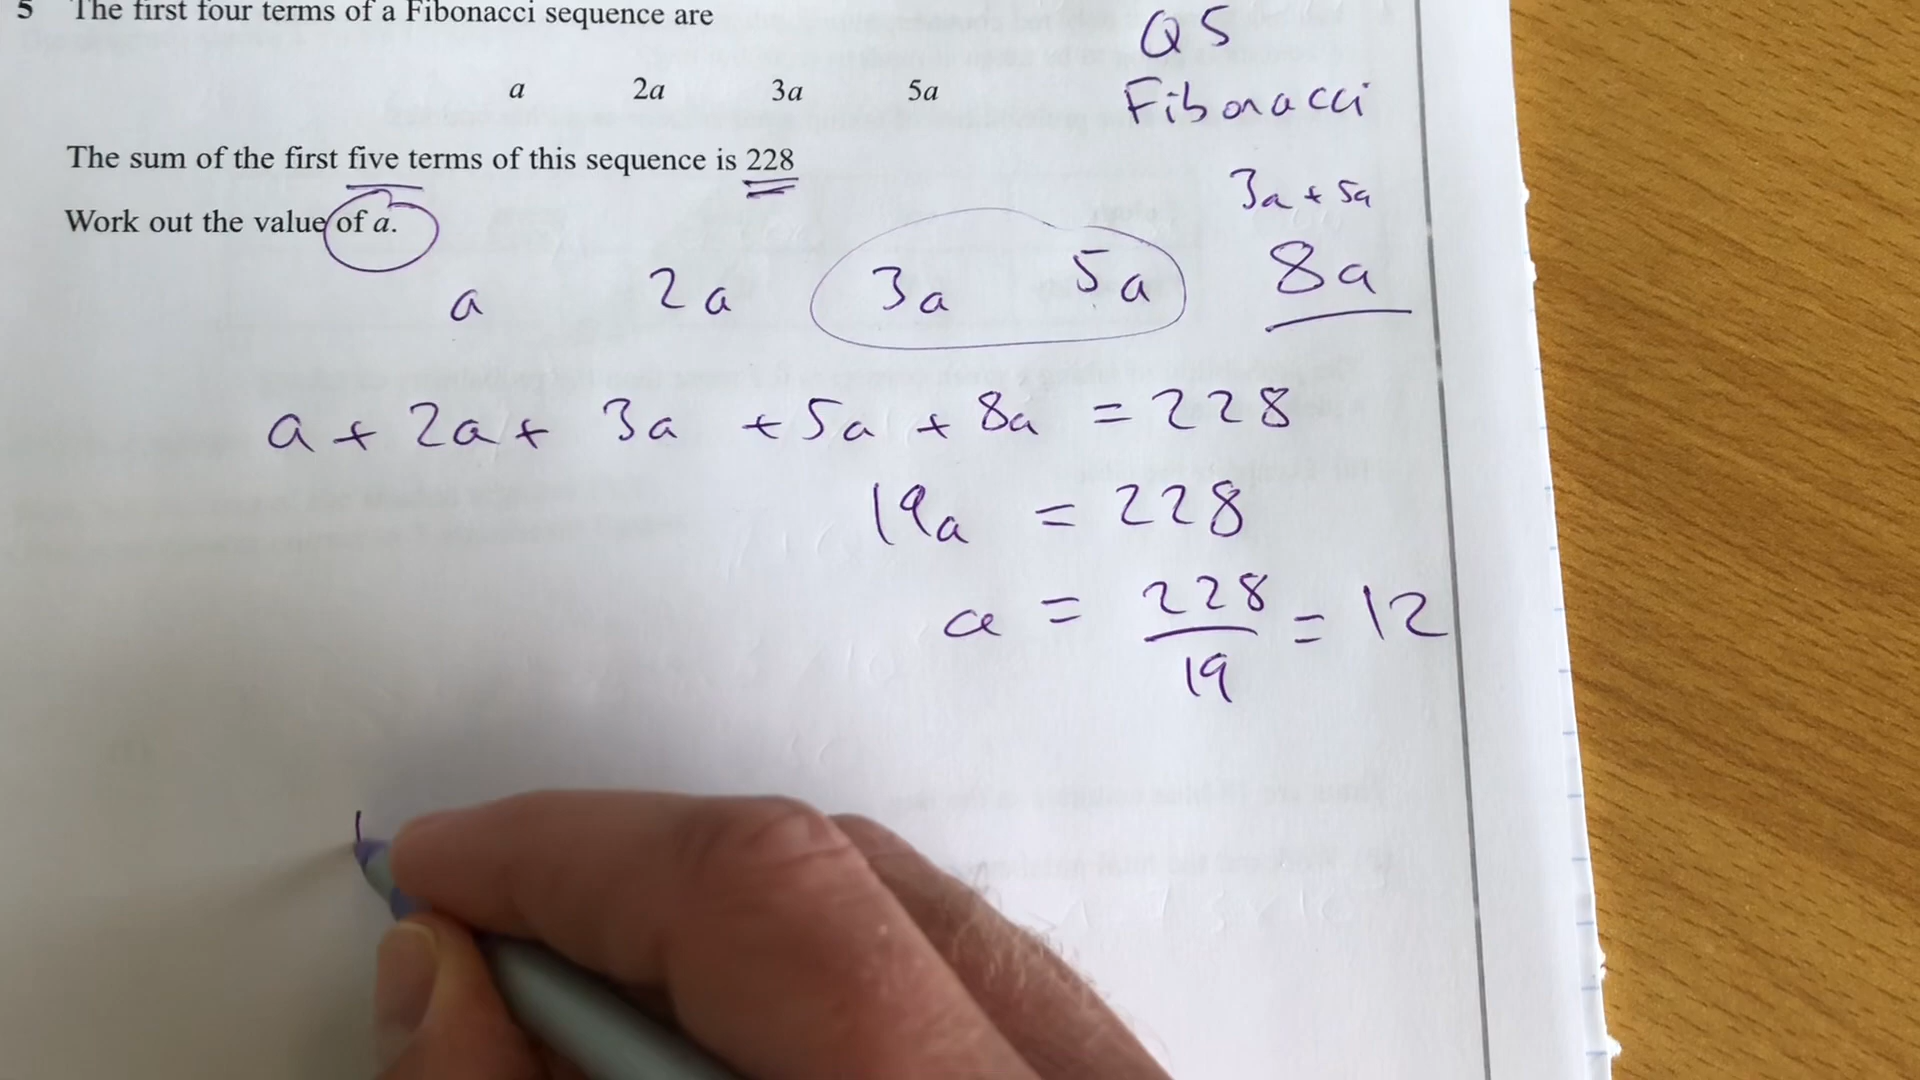 5 The first four terms of a Fibonacci sequence are
a 2a 3a 5a
The sum of the first five terms of this sequence is 228
Work out the value of a.
Q5
Fibonacci
3a + 5a
a 2a 3a 5a 8a
a + 2a + 3a + 5a + 8a = 228
19a = 228
a = 228/19 = 12